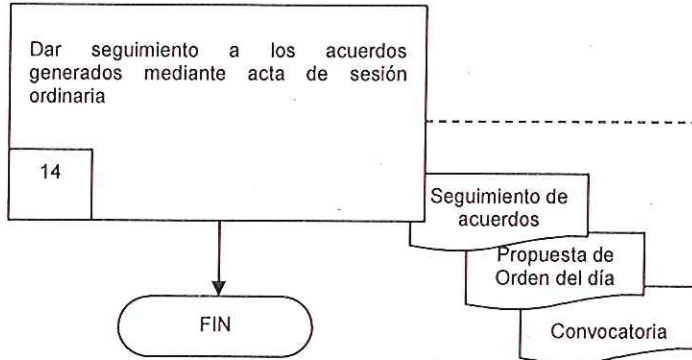 Dar seguimiento a los acuerdos
generados mediante acta de sesión
ordinaria
14
Seguimiento de
acuerdos
Propuesta de
Orden del día
Convocatoria
FIN